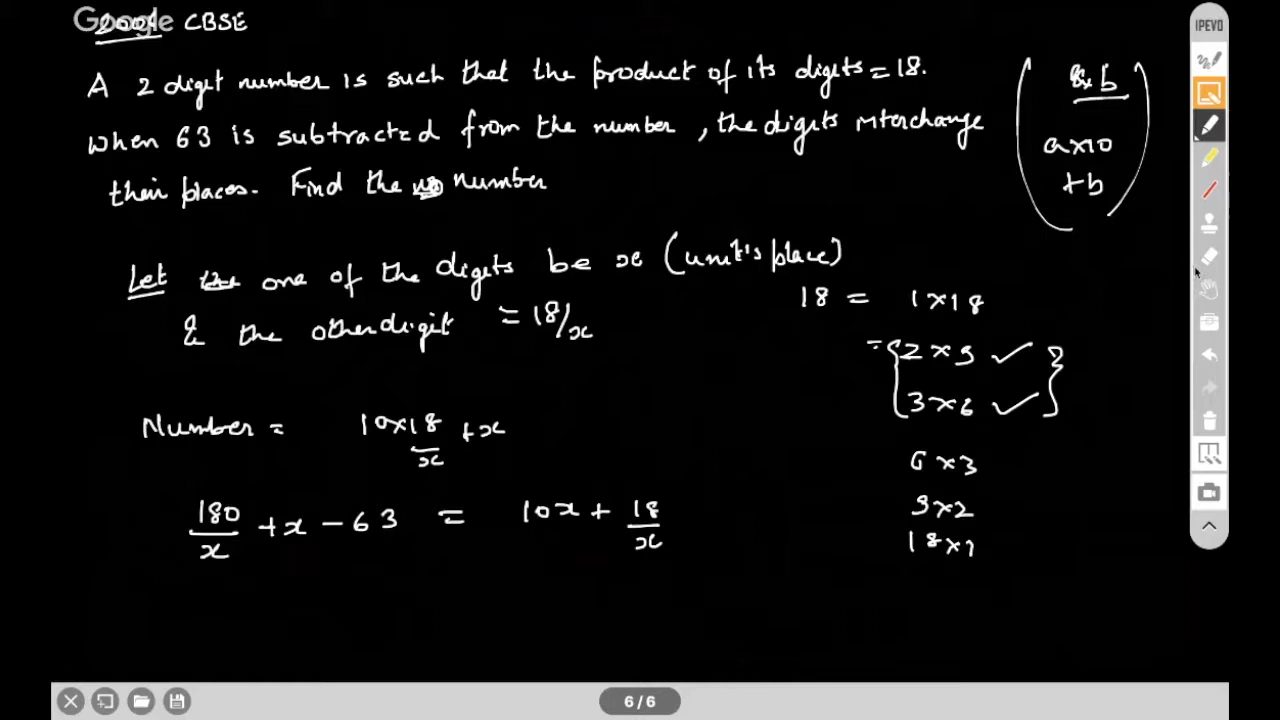 Google
2004 CBSE
A 2 digit number is such that the product of its digits = 18.
When 63 is subtracted from the number, the digits interchange
their places. Find the number
a b
a×10
+b
Let one of the digits be x (unit's place)
& the other digit = 18/x
18 = 1×18
= 2×9 ✓
3×6 ✓
6×3
9×2
18×1
Number = 10×18/x +x
180/x +x - 63 = 10x + 18/x
IPEVO
6/6